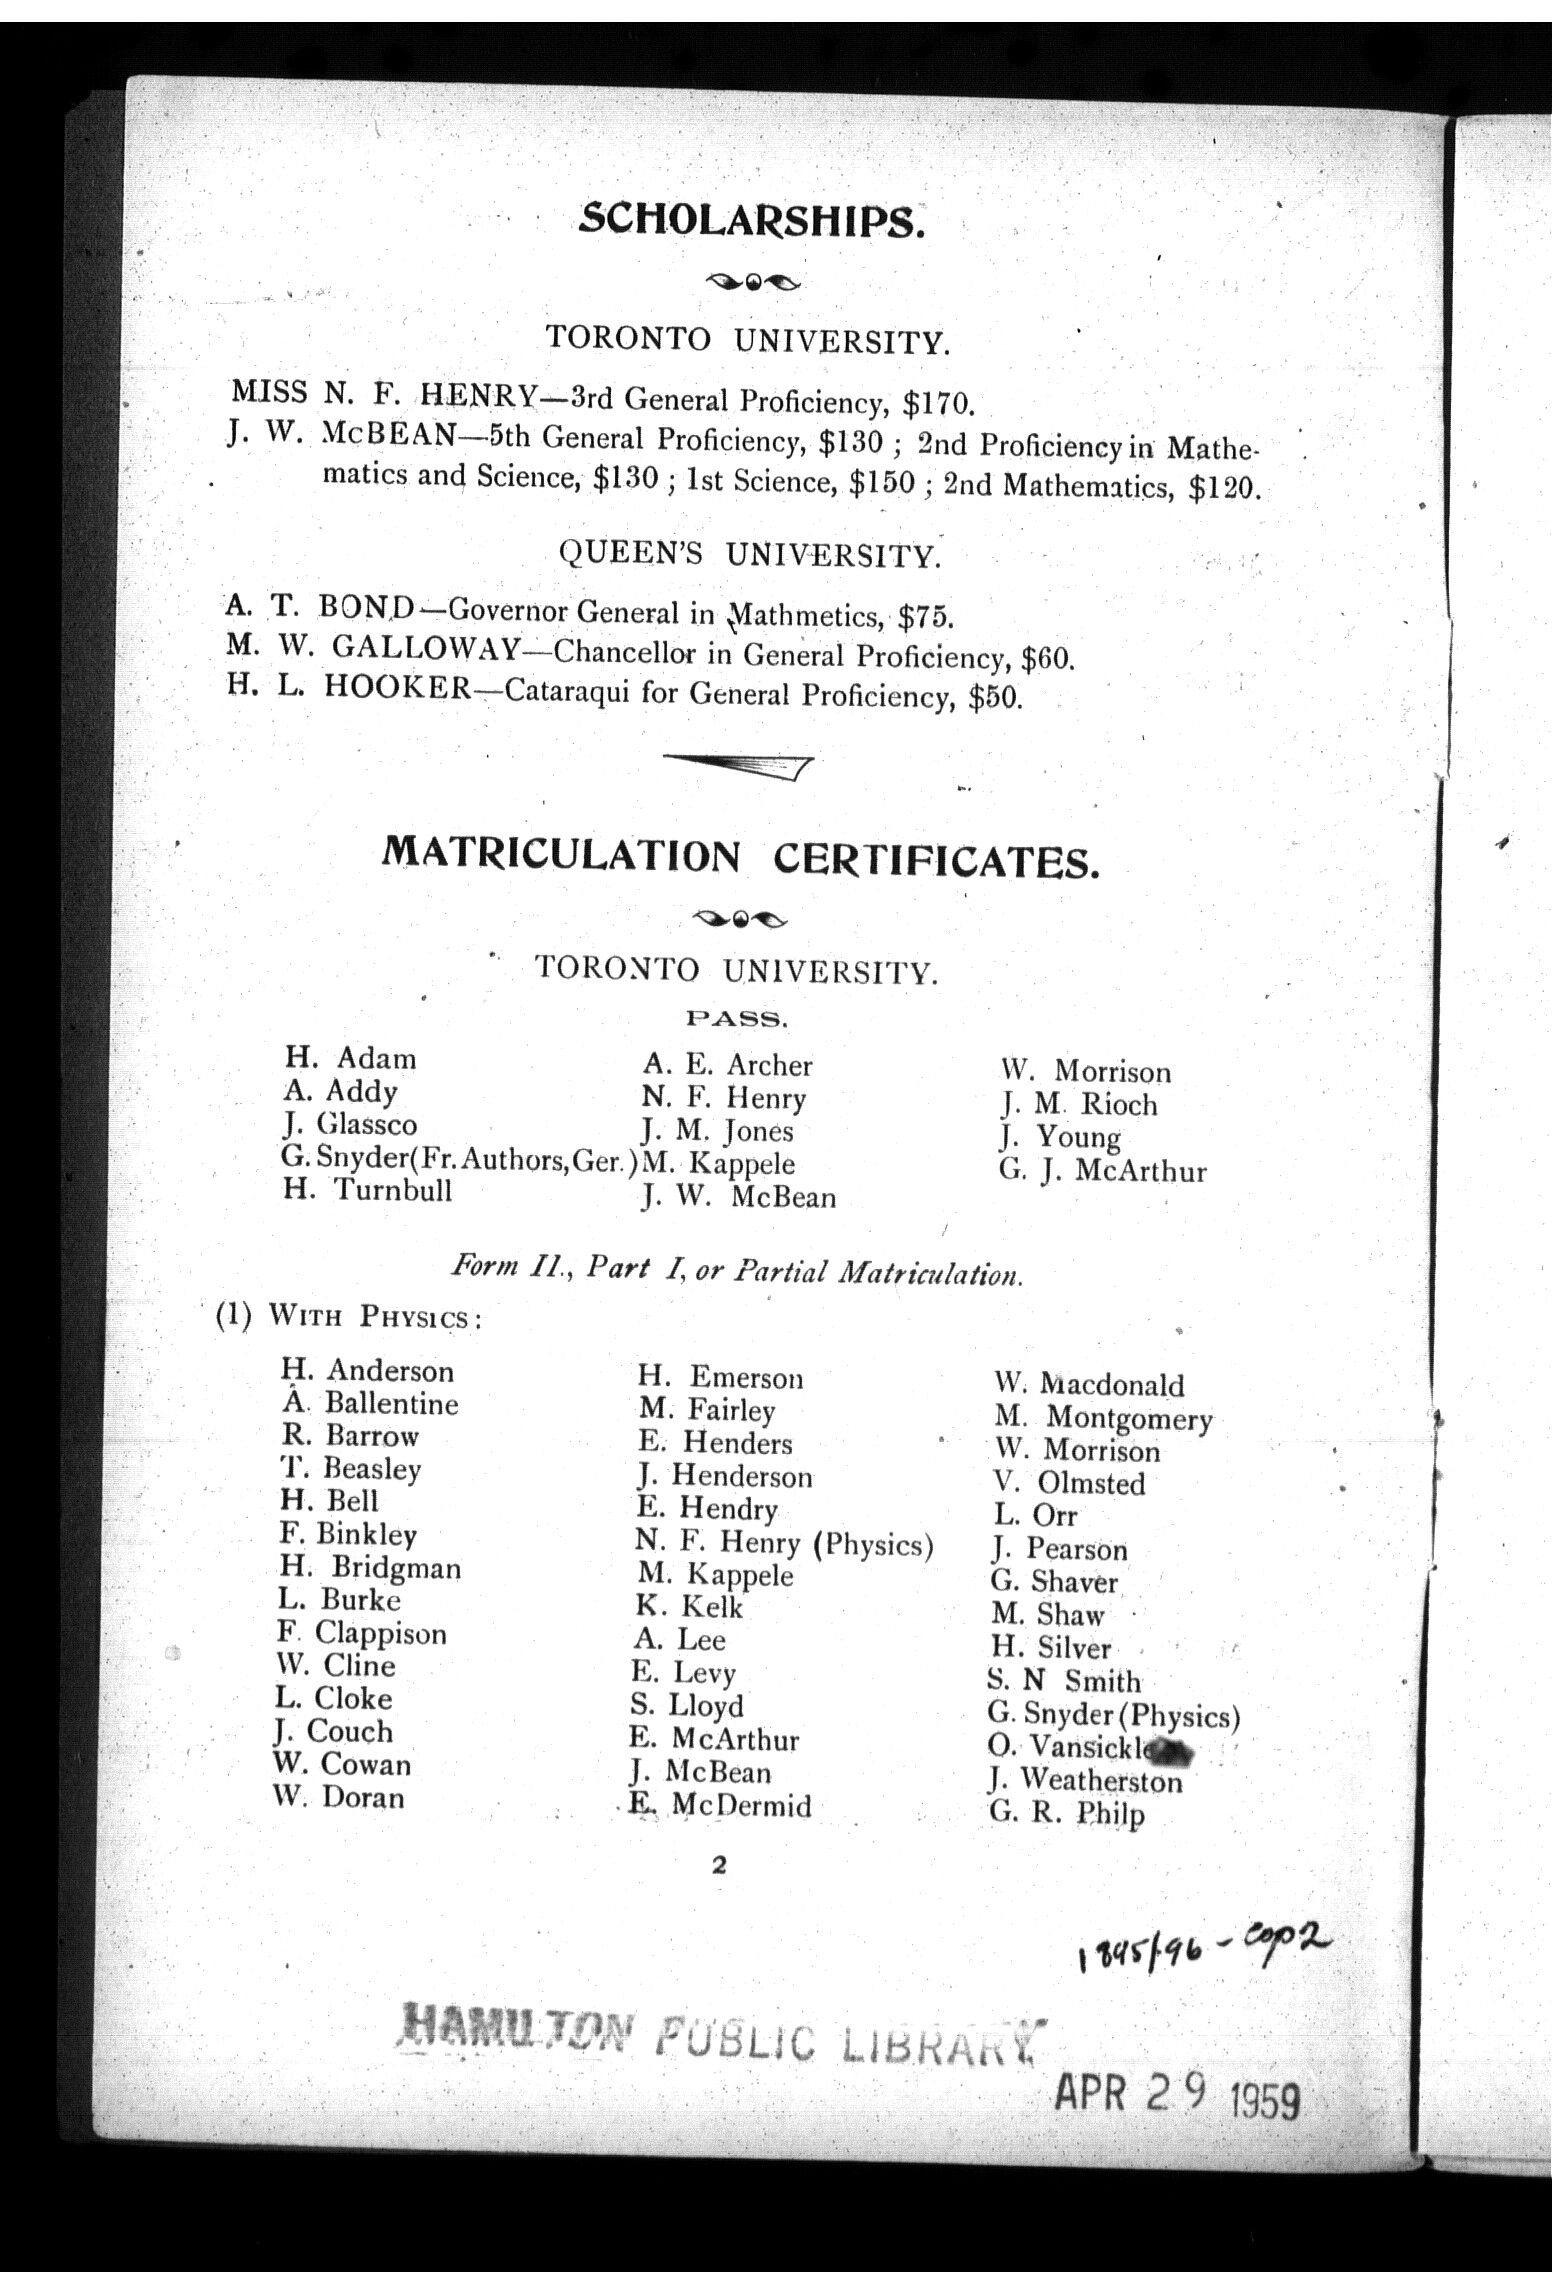 SCHOLARSHIPS.
TORONTO UNIVERSITY.
MISS N. F. HENRY—3rd General Proficiency, $170.
J. W. McBEAN—5th General Proficiency, $130 ; 2nd Proficiency in Mathe-
matics and Science, $130 ; 1st Science, $150 ; 2nd Mathematics, $120.
QUEEN'S UNIVERSITY.
A. T. BOND—Governor General in Mathmetics, $75.
M. W. GALLOWAY—Chancellor in General Proficiency, $60.
H. L. HOOKER—Cataraqui for General Proficiency, $50.
MATRICULATION CERTIFICATES.
TORONTO UNIVERSITY.
PASS.
H. Adam
A. Addy
J. Glassco
G. Snyder (Fr. Authors, Ger.)
H. Turnbull
A. E. Archer
N. F. Henry
J. M. Jones
M. Kappele
J. W. McBean
W. Morrison
J. M. Rioch
J. Young
G. J. McArthur
Form II., Part I, or Partial Matriculation.
(1) WITH PHYSICS:
H. Anderson
A. Ballentine
R. Barrow
T. Beasley
H. Bell
F. Binkley
H. Bridgman
L. Burke
F. Clappison
W. Cline
L. Cloke
J. Couch
W. Cowan
W. Doran
H. Emerson
M. Fairley
E. Henders
J. Henderson
E. Hendry
N. F. Henry (Physics)
M. Kappele
K. Kelk
A. Lee
E. Levy
S. Lloyd
E. McArthur
J. McBean
E. McDermid
W. Macdonald
M. Montgomery
W. Morrison
V. Olmsted
L. Orr
J. Pearson
G. Shaver
M. Shaw
H. Silver
S. N Smith
G. Snyder (Physics)
O. Vansickle
J. Weatherston
G. R. Philp
2
1895/96 - cop 2
HAMILTON PUBLIC LIBRARY
APR 29 1959